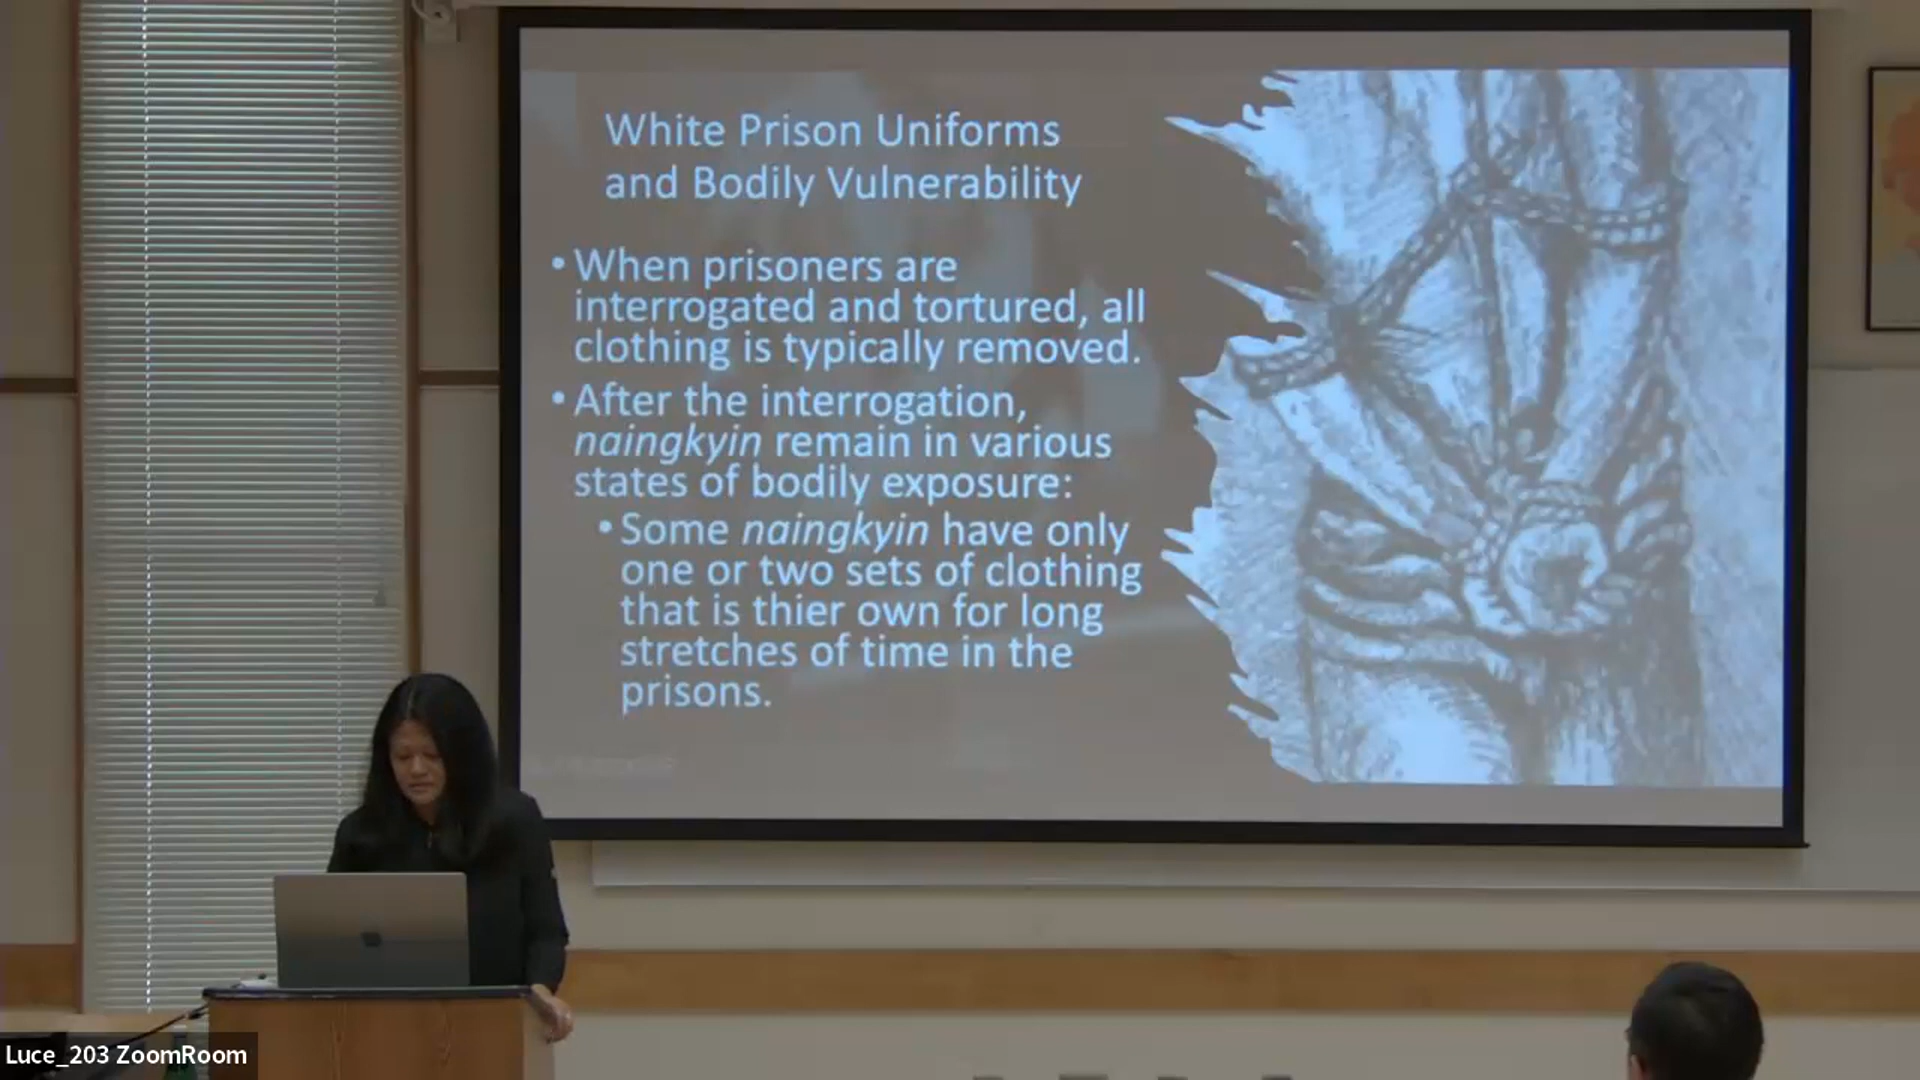 White Prison Uniforms
and Bodily Vulnerability
• When prisoners are
interrogated and tortured, all
clothing is typically removed.
• After the interrogation,
naingkyin remain in various
states of bodily exposure:
• Some naingkyin have only
one or two sets of clothing
that is thier own for long
stretches of time in the
prisons.
Luce_203 ZoomRoom